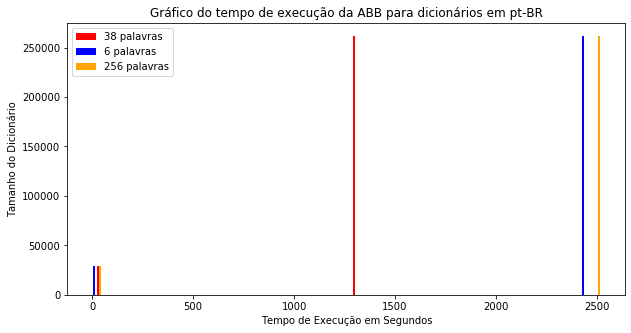 Gráfico do tempo de execução da ABB para dicionários em pt-BR
38 palavras
6 palavras
256 palavras
Tamanho do Dicionário
250000
200000
150000
100000
50000
0
0 500 1000 1500 2000 2500
Tempo de Execução em Segundos